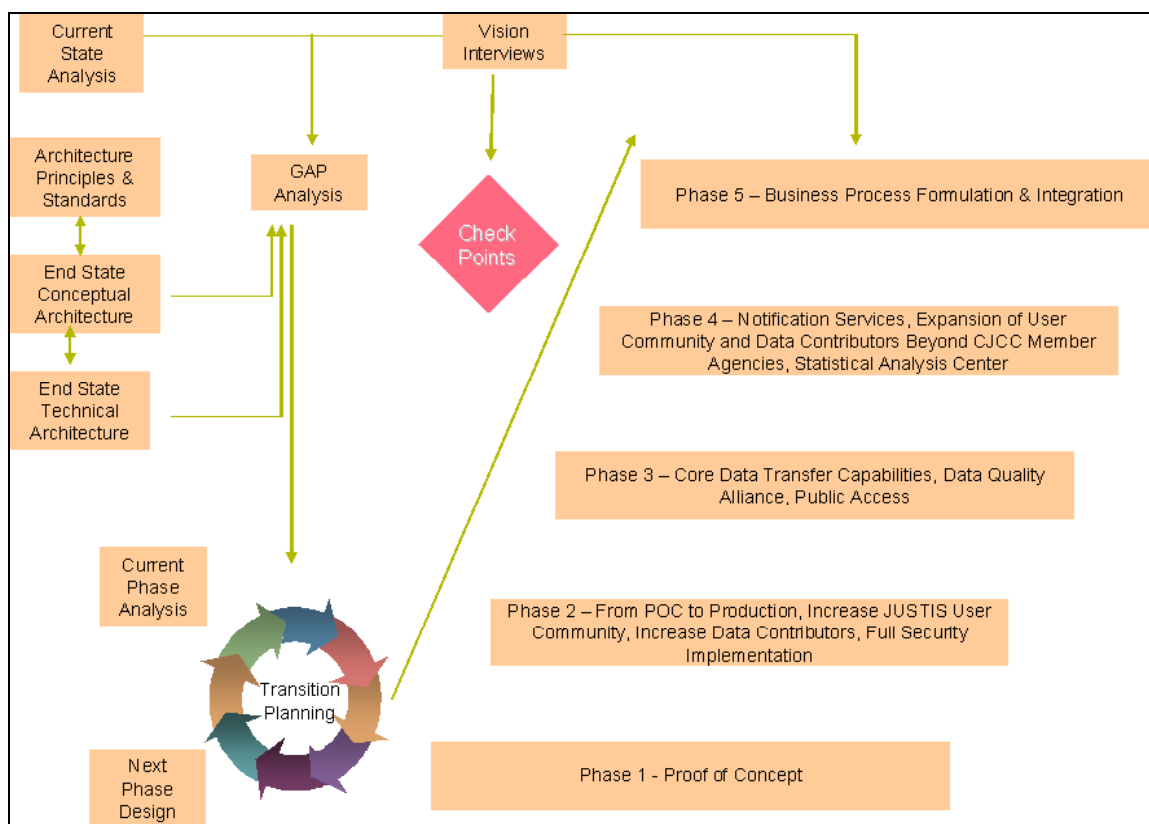 Current
State
Analysis
Vision
Interviews
Architecture
Principles &
Standards
GAP
Analysis
Check
Points
Phase 5 – Business Process Formulation & Integration
End State
Conceptual
Architecture
Phase 4 – Notification Services, Expansion of User
Community and Data Contributors Beyond CJCC Member
Agencies, Statistical Analysis Center
End State
Technical
Architecture
Phase 3 – Core Data Transfer Capabilities, Data Quality
Alliance, Public Access
Current
Phase
Analysis
Phase 2 – From POC to Production, Increase JUSTIS User
Community, Increase Data Contributors, Full Security
Implementation
Transition
Planning
Next
Phase
Design
Phase 1 - Proof of Concept